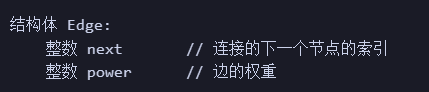 结构体 Edge:
    整数 next       // 连接的下一个节点的索引
    整数 power      // 边的权重